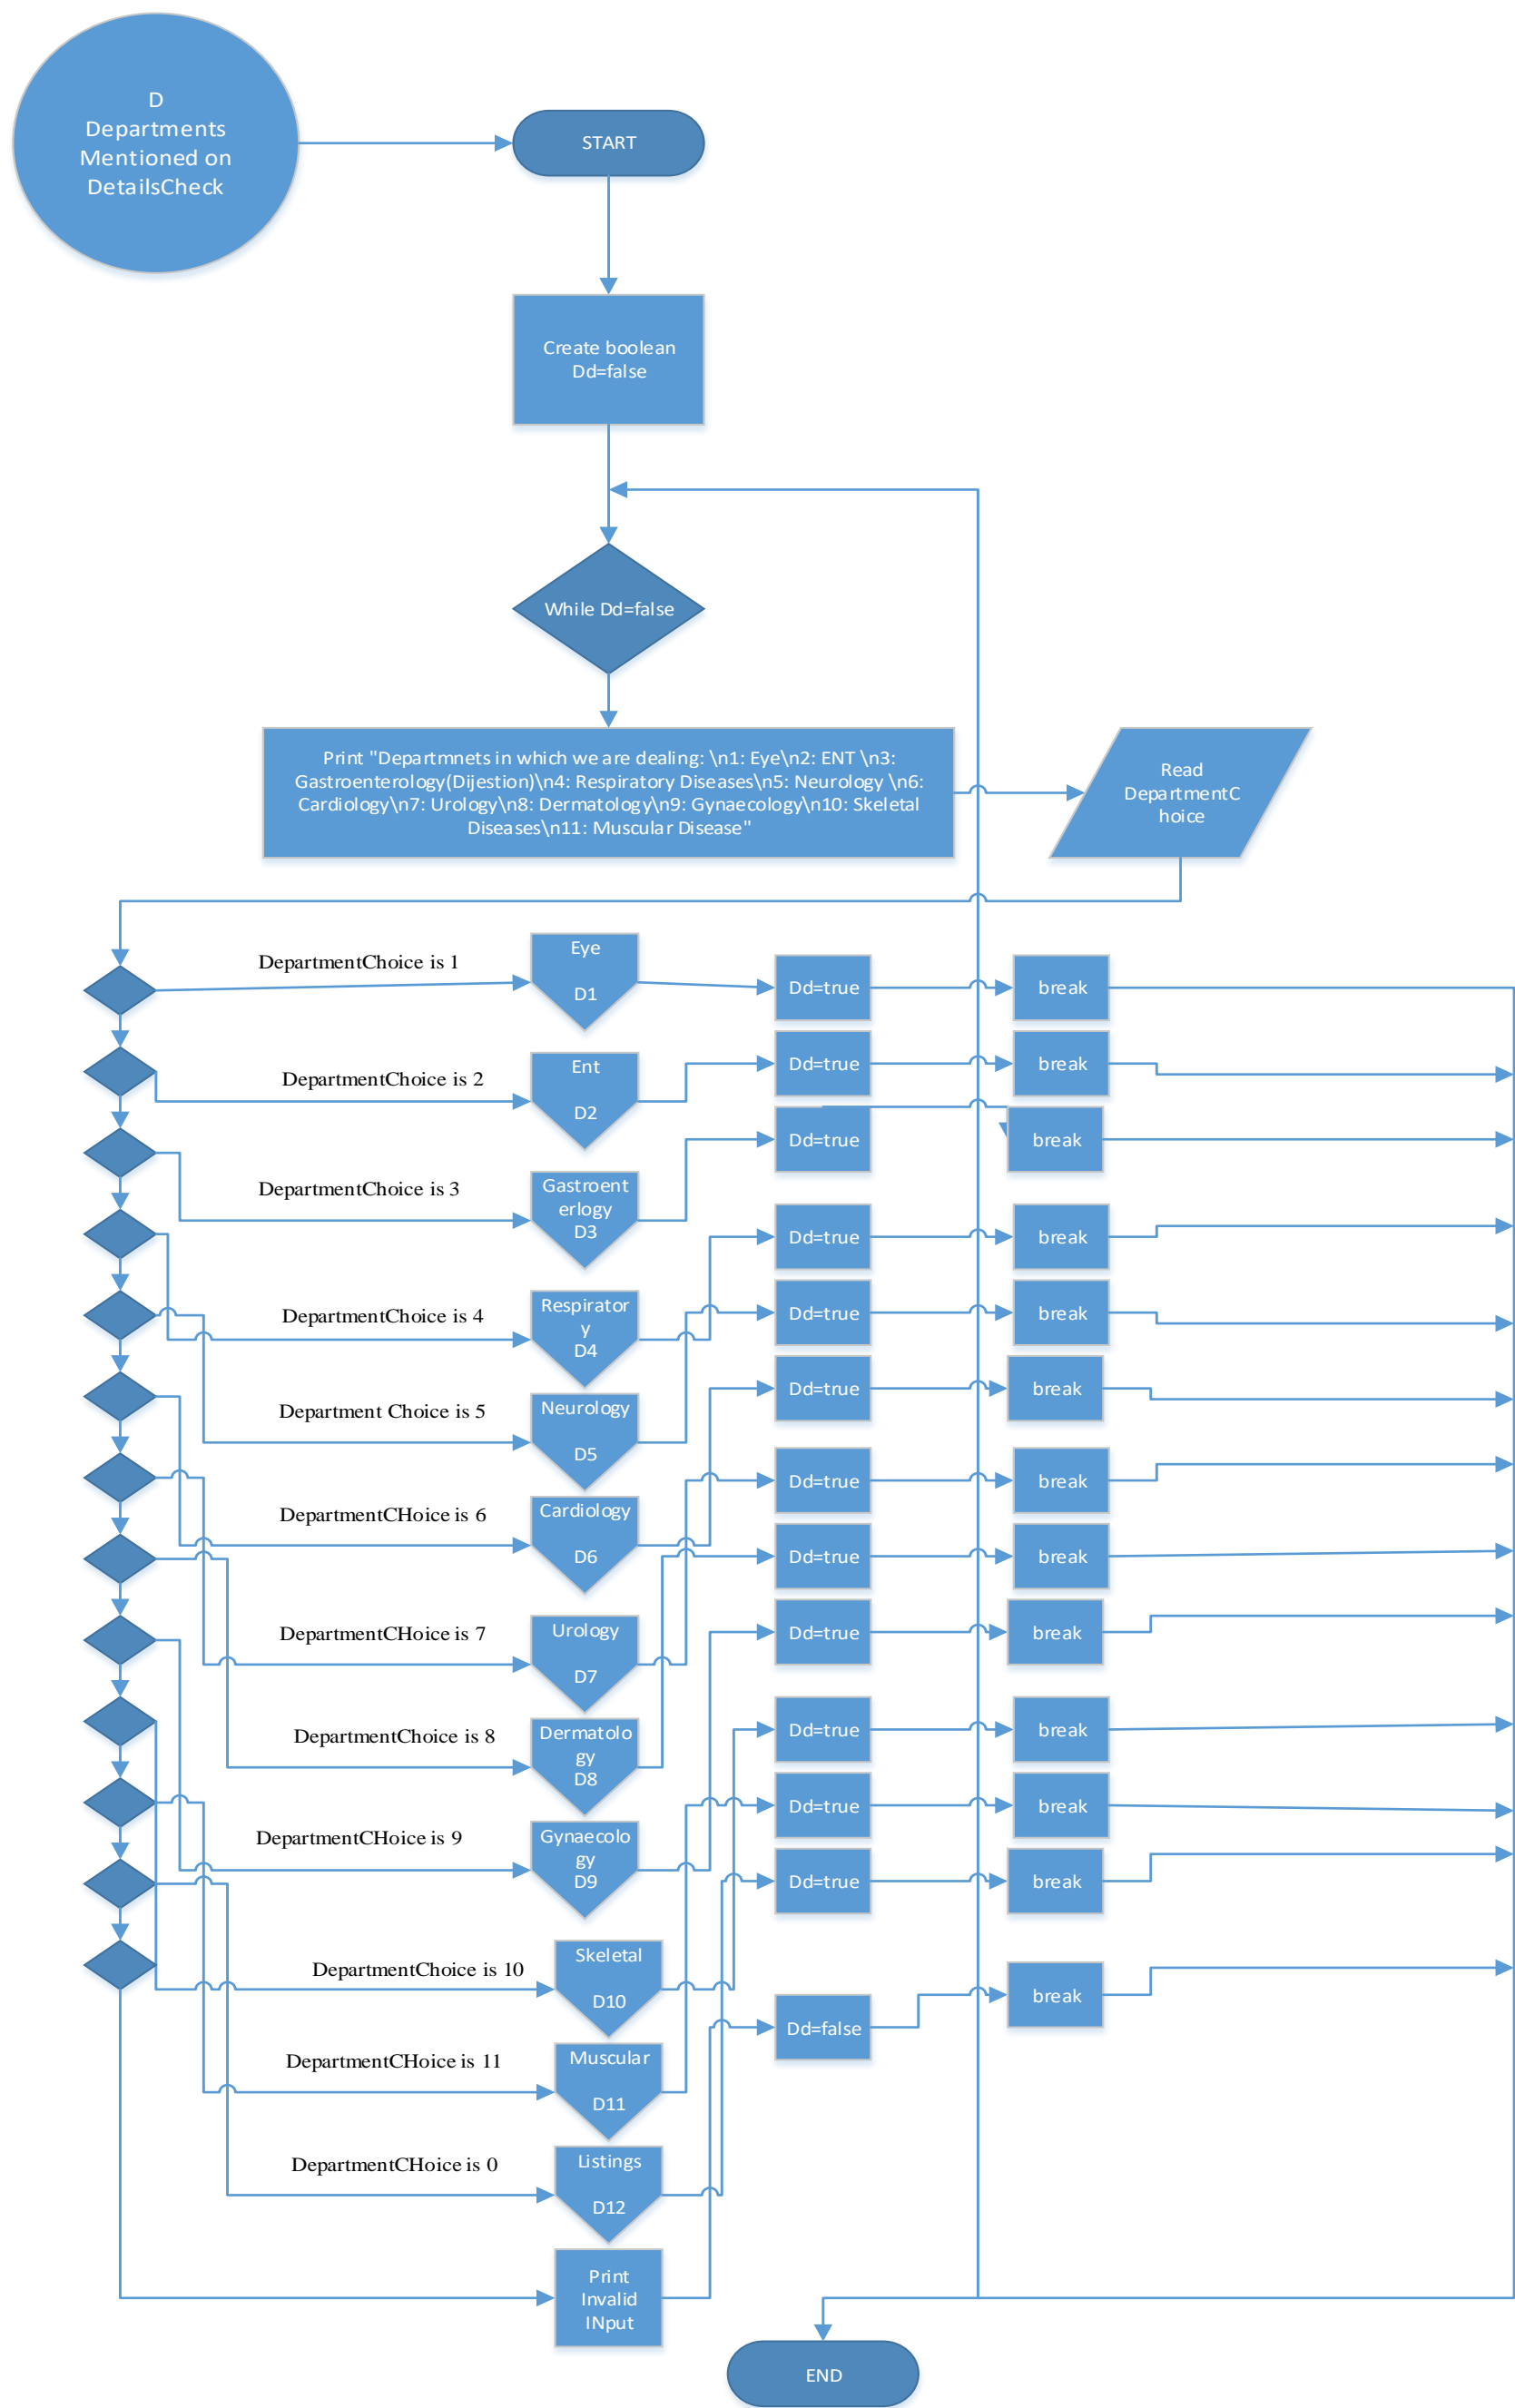 D
Departments
Mentioned on
DetailsCheck
START
Create boolean
Dd=false
While Dd=false
Print "Departmnets in which we are dealing: \n1: Eye\n2: ENT \n3:
Gastroenterology(Dijestion)\n4: Respiratory Diseases\n5: Neurology \n6:
Cardiology\n7: Urology\n8: Dermatology\n9: Gynaecology\n10: Skeletal
Diseases\n11: Muscular Disease"
Read
DepartmentC
hoice
DepartmentChoice is 1
Eye
D1
Dd=true
break
DepartmentChoice is 2
Ent
D2
Dd=true
break
DepartmentChoice is 3
Gastroent
erlogy
D3
Dd=true
break
DepartmentChoice is 4
Respirator
y
D4
Dd=true
break
Department Choice is 5
Neurology
D5
Dd=true
break
DepartmentCHoice is 6
Cardiology
D6
Dd=true
break
DepartmentCHoice is 7
Urology
D7
Dd=true
break
DepartmentChoice is 8
Dermatolo
gy
D8
Dd=true
break
DepartmentCHoice is 9
Gynaecolo
gy
D9
Dd=true
break
DepartmentChoice is 10
Skeletal
D10
Dd=true
break
DepartmentCHoice is 11
Muscular
D11
Dd=true
break
DepartmentCHoice is 0
Listings
D12
Dd=true
break
Print
Invalid
INput
Dd=false
break
END